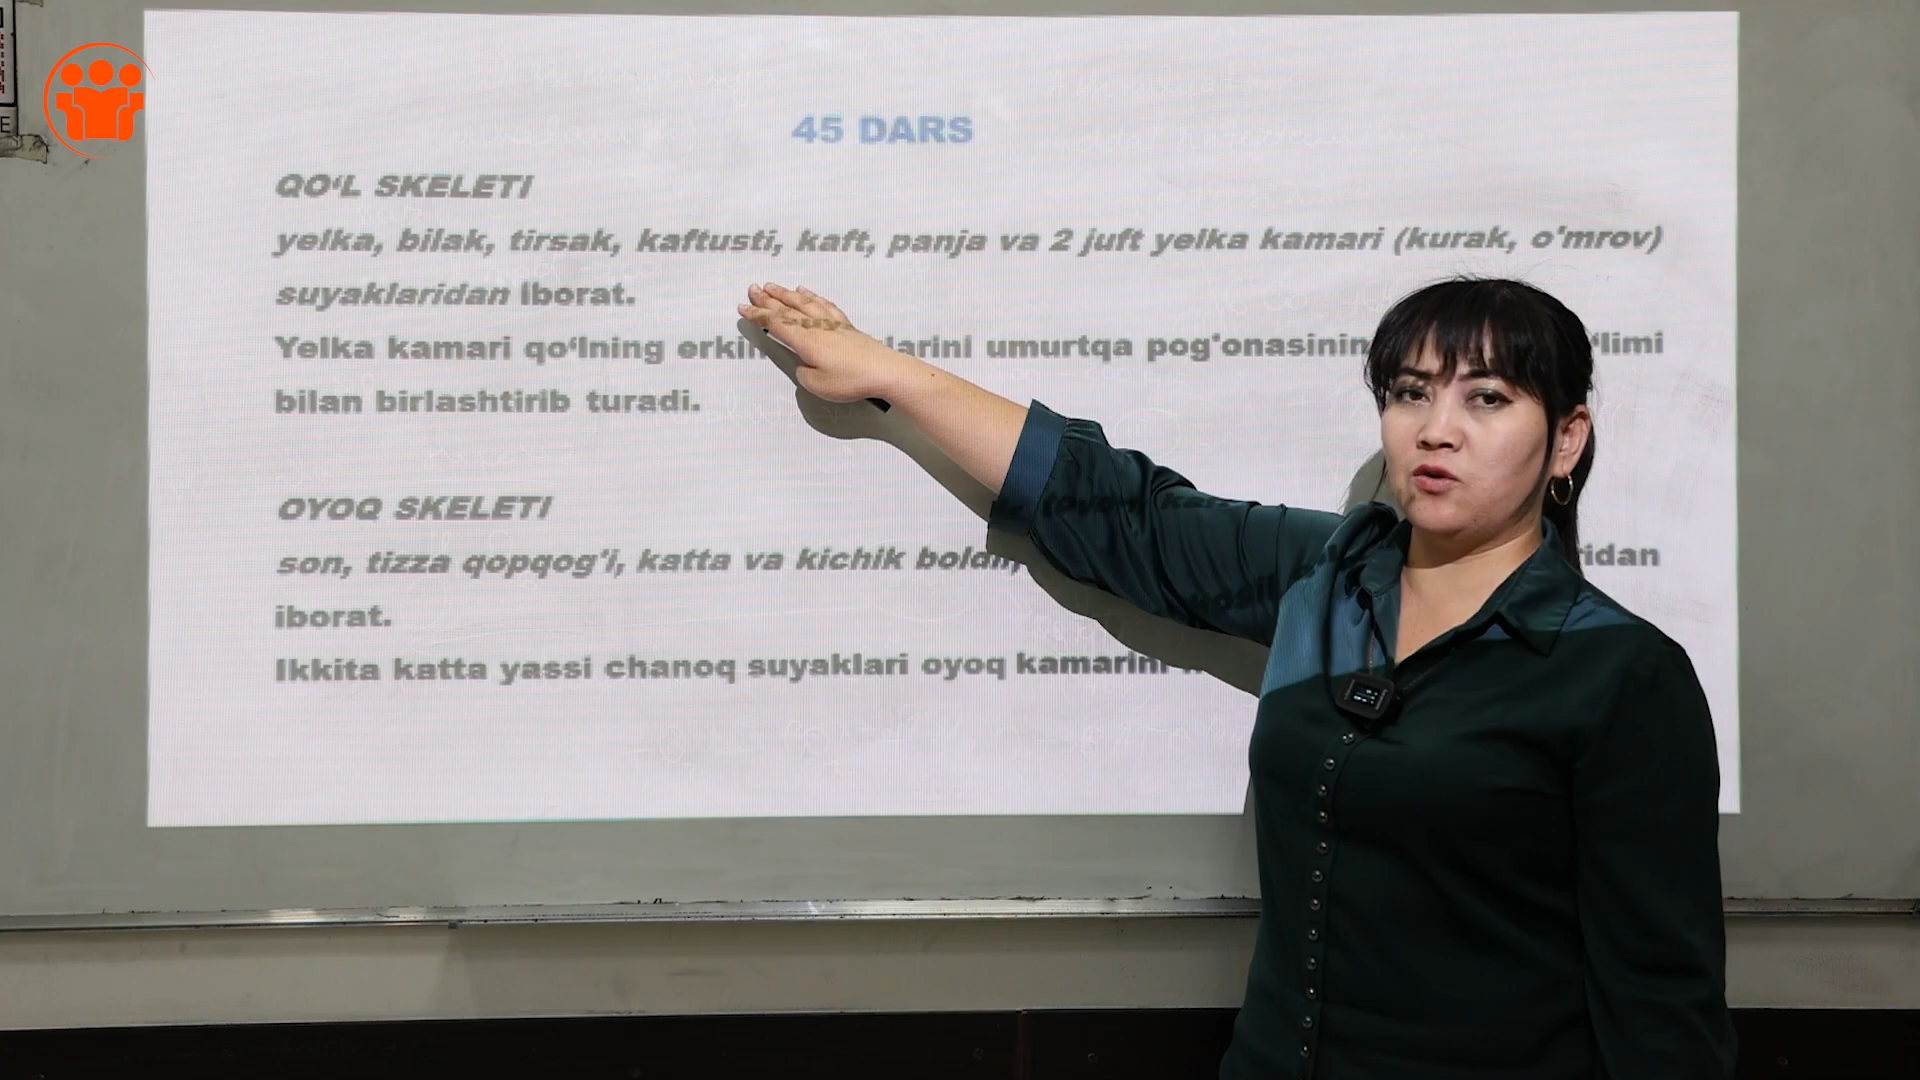 45 DARS
QO‘L SKELETI
yelka, bilak, tirsak, kaftusti, kaft, panja va 2 juft yelka kamari (kurak, o'mrov)
suyaklaridan iborat.
Yelka kamari qo‘lning umurtqa
bilan birlashtirib turadi.
OYOQ SKELETI
son, tizza qopqog'i, katta va kichik
iborat.
Ikkita katta yassi chanoq suyaklari oyoq kamarini
E